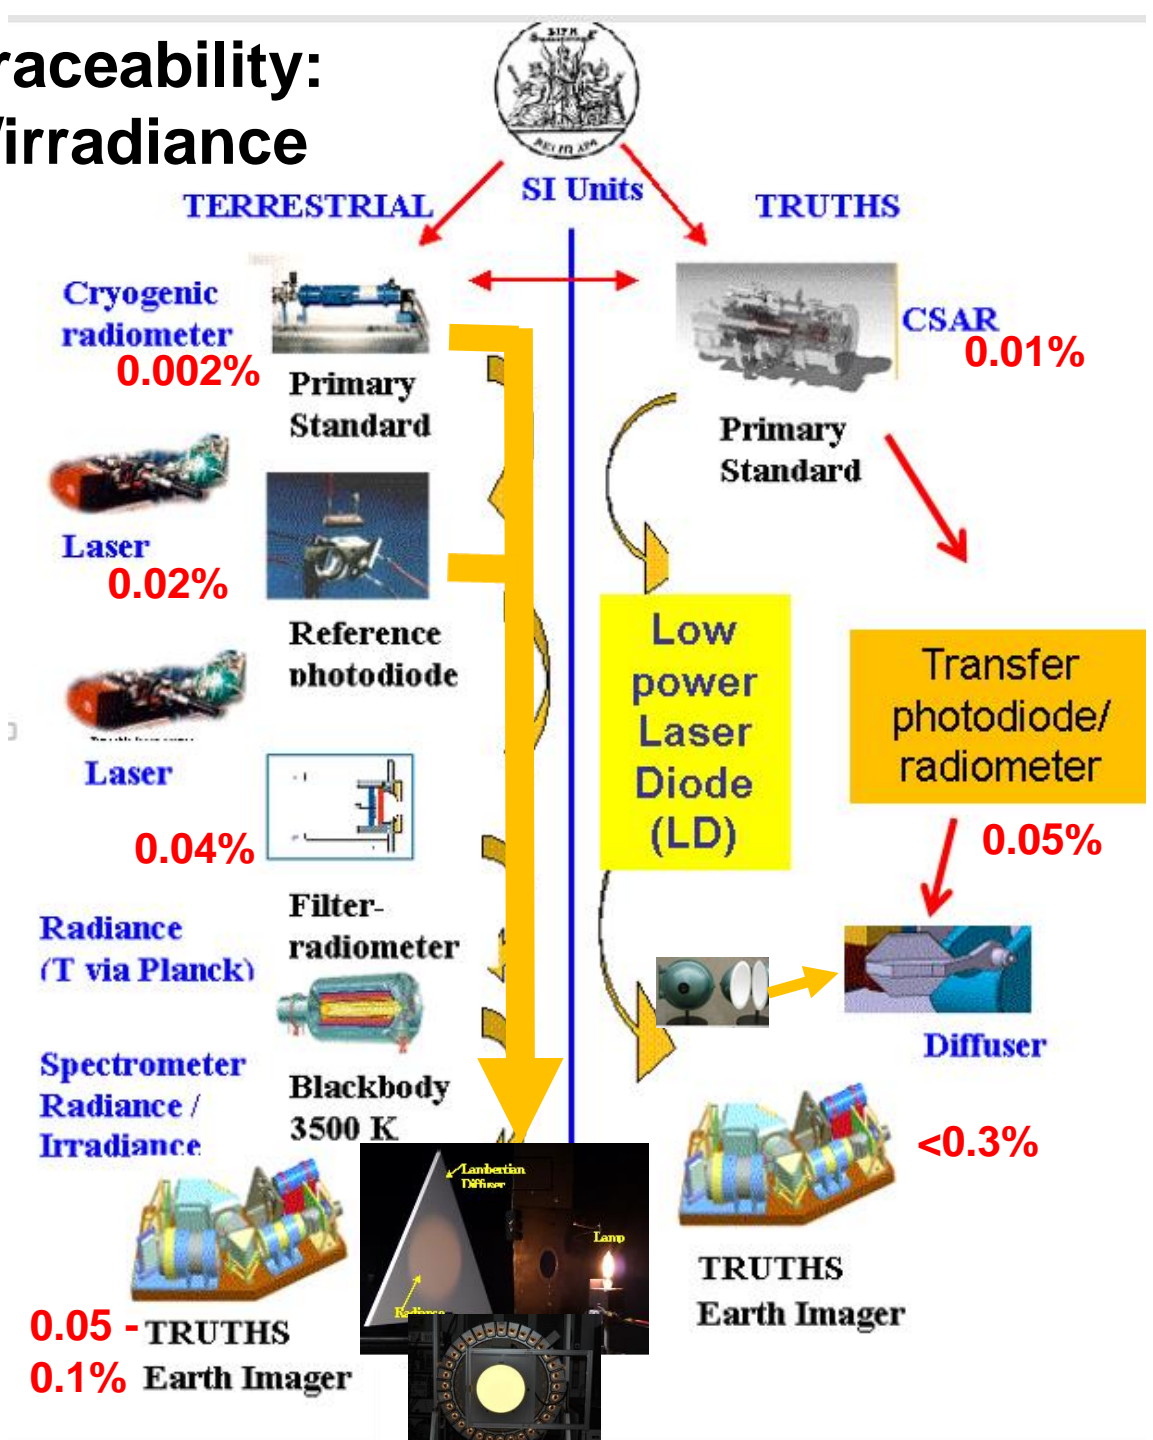 raceability:
/irradiance
SI Units
TERRESTRIAL
TRUTHS
Cryogenic
radiometer
0.002%
Primary
Standard
CSAR
0.01%
Primary
Standard
Laser
0.02%
Reference
photodiode
Low
power
Laser
Diode
(LD)
Transfer
photodiode/
radiometer
0.05%
Laser
0.04%
Filter-
radiometer
Radiance
(T via Planck)
Diffuser
Spectrometer
Radiance /
Irradiance
Blackbody
3500 K
<0.3%
Lambertian
Diffuser
Lamp
Radiance
TRUTHS
Earth Imager
0.05 -
0.1%
TRUTHS
Earth Imager